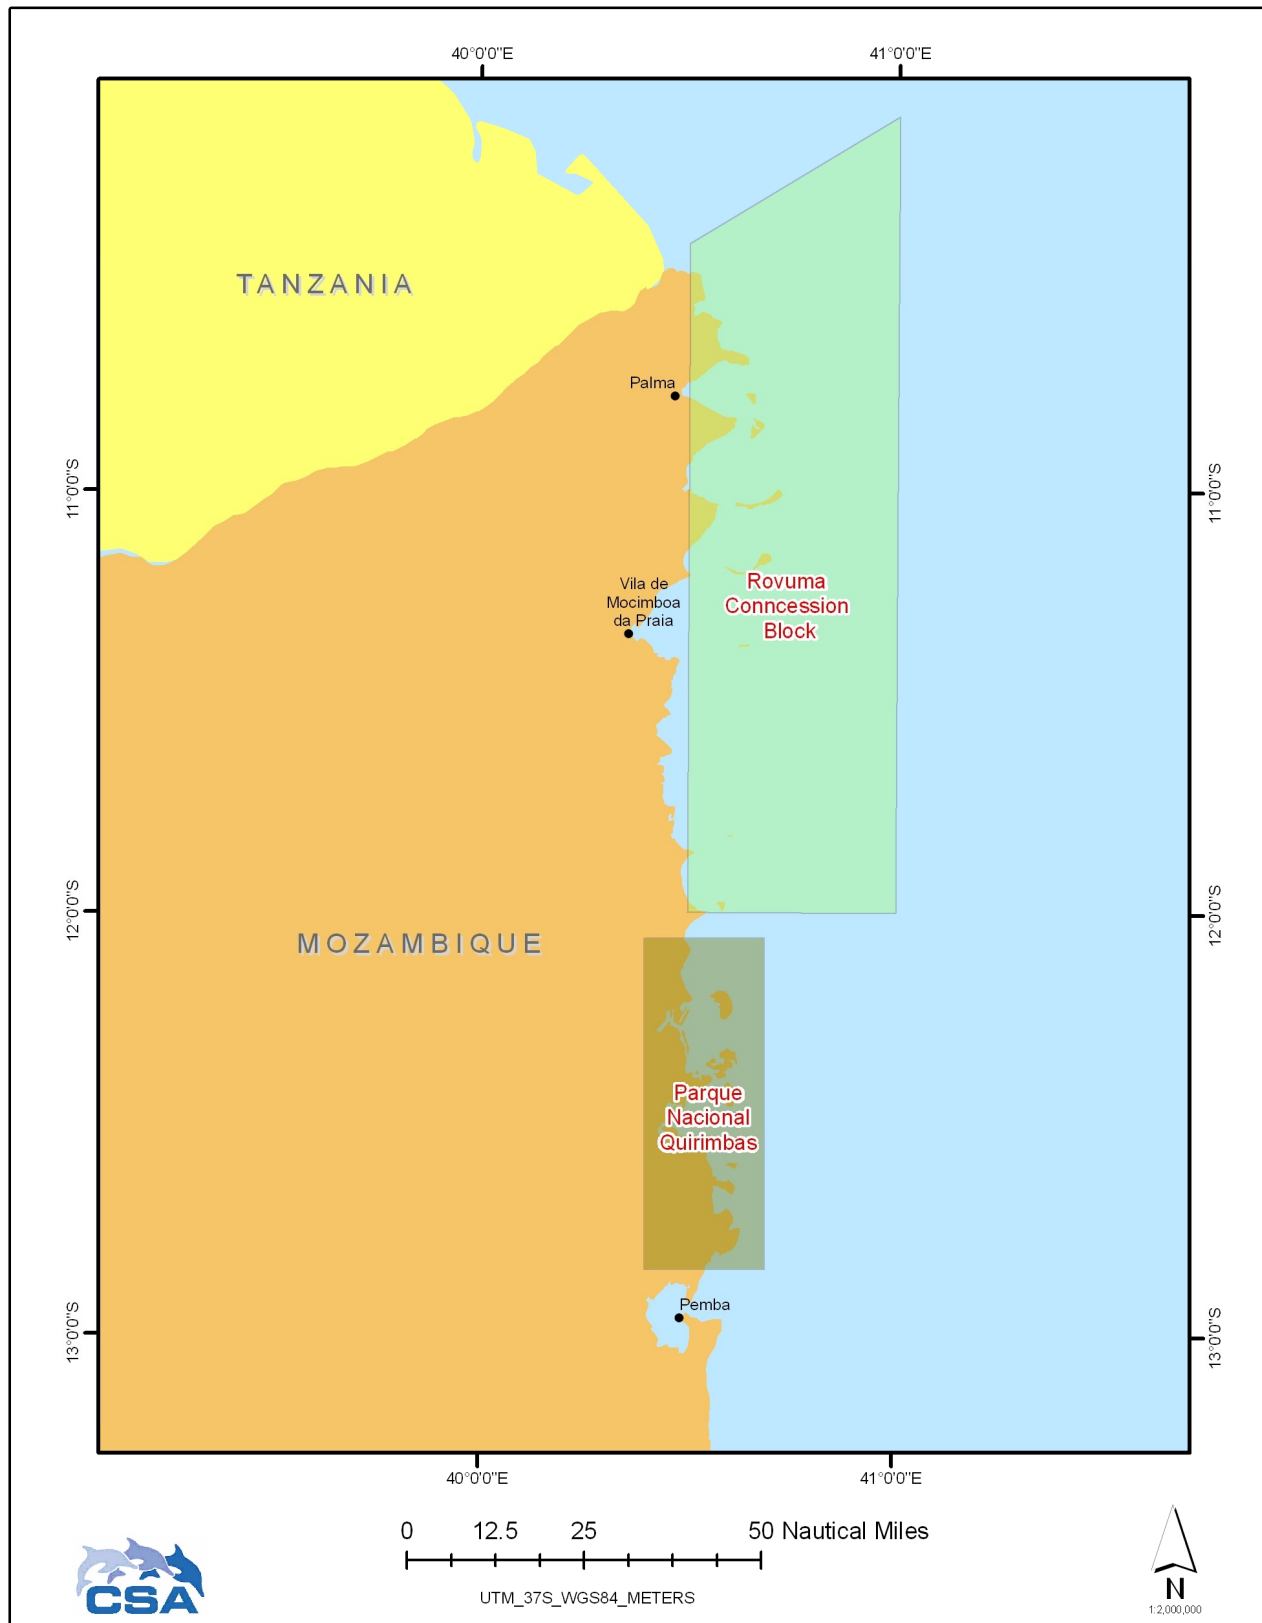 40°0'0"E
41°0'0"E
TANZANIA
Palma
11°0'0"S
11°0'0"S
Vila de
Mocimboa
da Praia
Rovuma
Conncession
Block
12°0'0"S
12°0'0"S
MOZAMBIQUE
Parque
Nacional
Quirimbas
Pemba
13°0'0"S
13°0'0"S
40°0'0"E
41°0'0"E
0 12.5 25 50 Nautical Miles
UTM_37S_WGS84_METERS
CSA
N
1:2,000,000